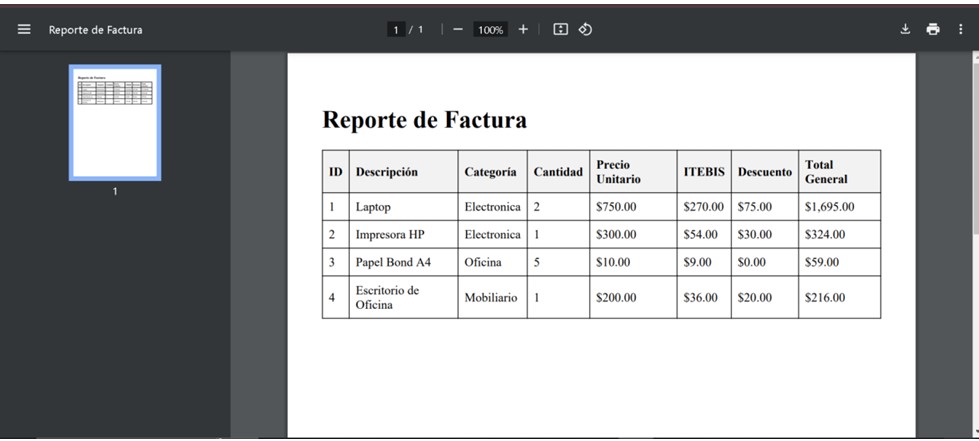 Reporte de Factura
1 / 1
100%
1
Reporte de Factura
ID Descripción Categoría Cantidad Precio Unitario ITEBIS Descuento Total General
1 Laptop Electronica 2 $750.00 $270.00 $75.00 $1,695.00
2 Impresora HP Electronica 1 $300.00 $54.00 $30.00 $324.00
3 Papel Bond A4 Oficina 5 $10.00 $9.00 $0.00 $59.00
4 Escritorio de Oficina Mobiliario 1 $200.00 $36.00 $20.00 $216.00